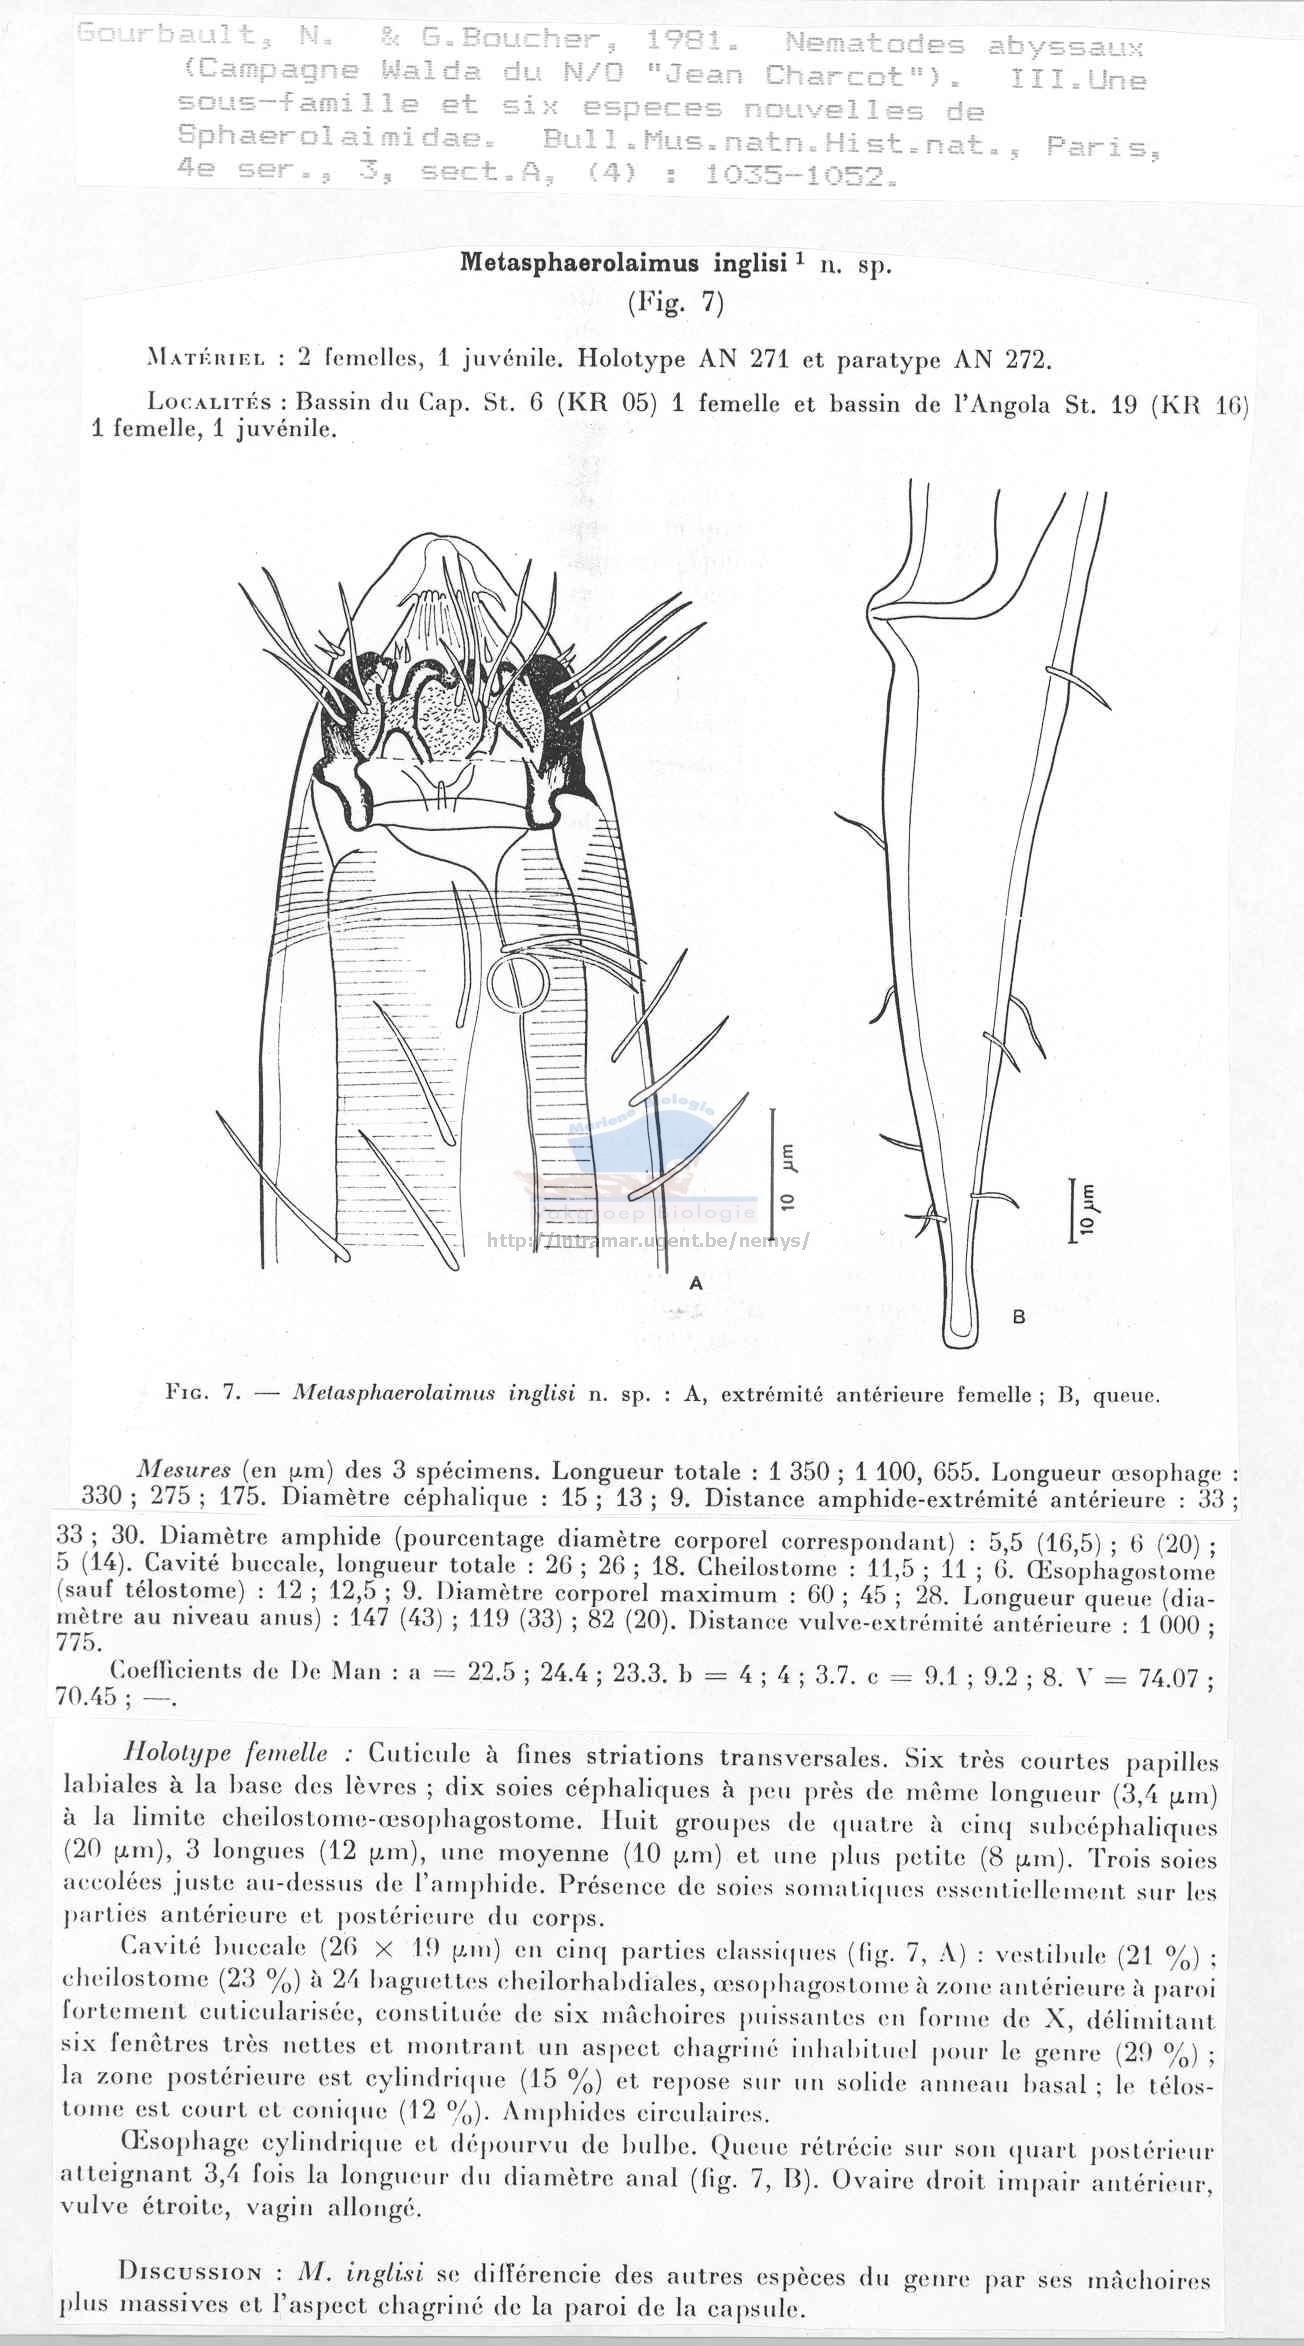 Gourbault, N. & G.Boucher, 1981. Nematodes abyssaux
(Campagne Walda du N/O "Jean Charcot"). III.Une
sous-famille et six especes nouvelles de
Sphaerolaimidae. Bull.Mus.natn.Hist.nat., Paris,
4e ser., 3, sect.A, (4) : 1035-1052.
Metasphaerolaimus inglisi ¹ n. sp.
(Fig. 7)
MATÉRIEL : 2 femelles, 1 juvénile. Holotype AN 271 et paratype AN 272.
LOCALITÉS : Bassin du Cap. St. 6 (KR 05) 1 femelle et bassin de l'Angola St. 19 (KR 16)
1 femelle, 1 juvénile.
Mariene Biologie
Vakgroep Biologie
http://intramar.ugent.be/nemys/
10 µm
A
10 µm
B
FIG. 7. — Metasphaerolaimus inglisi n. sp. : A, extrémité antérieure femelle ; B, queue.
Mesures (en µm) des 3 spécimens. Longueur totale : 1 350 ; 1 100, 655. Longueur œsophage :
330 ; 275 ; 175. Diamètre céphalique : 15 ; 13 ; 9. Distance amphide-extrémité antérieure : 33 ;
33 ; 30. Diamètre amphide (pourcentage diamètre corporel correspondant) : 5,5 (16,5) ; 6 (20) ;
5 (14). Cavité buccale, longueur totale : 26 ; 26 ; 18. Cheilostome : 11,5 ; 11 ; 6. Œsophagostome
(sauf télostome) : 12 ; 12,5 ; 9. Diamètre corporel maximum : 60 ; 45 ; 28. Longueur queue (dia-
mètre au niveau anus) : 147 (43) ; 119 (33) ; 82 (20). Distance vulve-extrémité antérieure : 1 000 ;
775.
Coefficients de De Man : a = 22.5 ; 24.4 ; 23.3. b = 4 ; 4 ; 3.7. c = 9.1 ; 9.2 ; 8. V = 74.07 ;
70.45 ; —.
Holotype femelle : Cuticule à fines striations transversales. Six très courtes papilles
labiales à la base des lèvres ; dix soies céphaliques à peu près de même longueur (3,4 µm)
à la limite cheilostome-œsophagostome. Huit groupes de quatre à cinq subcéphaliques
(20 µm), 3 longues (12 µm), une moyenne (10 µm) et une plus petite (8 µm). Trois soies
accolées juste au-dessus de l'amphide. Présence de soies somatiques essentiellement sur les
parties antérieure et postérieure du corps.
Cavité buccale (26 × 19 µm) en cinq parties classiques (fig. 7, A) : vestibule (21 %) ;
cheilostome (23 %) à 24 baguettes cheilorhabdiales, œsophagostome à zone antérieure à paroi
fortement cuticularisée, constituée de six mâchoires puissantes en forme de X, délimitant
six fenêtres très nettes et montrant un aspect chagriné inhabituel pour le genre (29 %) ;
la zone postérieure est cylindrique (15 %) et repose sur un solide anneau basal ; le télos-
tome est court et conique (12 %). Amphides circulaires.
Œsophage cylindrique et dépourvu de bulbe. Queue rétrécie sur son quart postérieur
atteignant 3,4 fois la longueur du diamètre anal (fig. 7, B). Ovaire droit impair antérieur,
vulve étroite, vagin allongé.
DISCUSSION : M. inglisi se différencie des autres espèces du genre par ses mâchoires
plus massives et l'aspect chagriné de la paroi de la capsule.